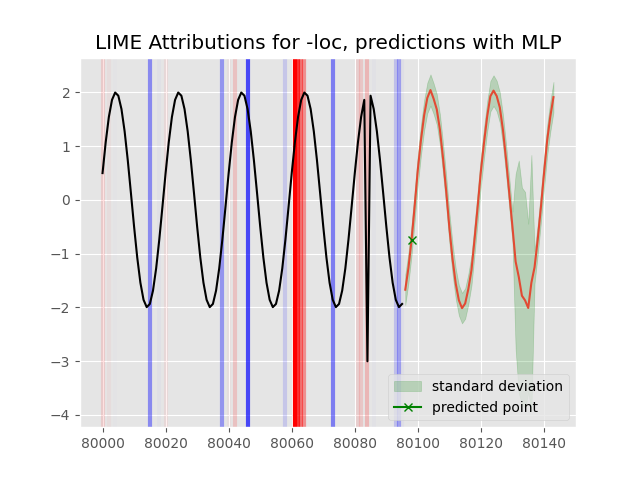 LIME Attributions for -loc, predictions with MLP
2
1
0
−1
−2
−3
−4
standard deviation
predicted point
80000 80020 80040 80060 80080 80100 80120 80140